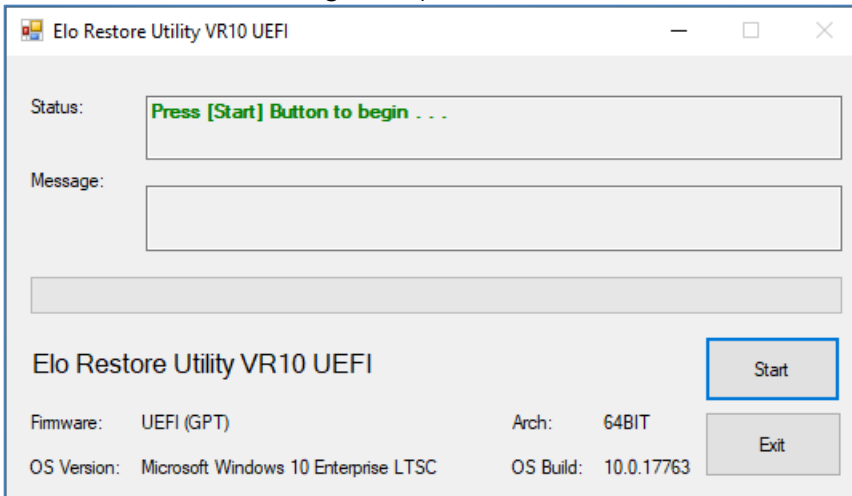 Elo Restore Utility VR10 UEFI
Status:
Press [Start] Button to begin . . .
Message:
Elo Restore Utility VR10 UEFI
Start
Firmware: UEFI (GPT) Arch: 64BIT
Exit
OS Version: Microsoft Windows 10 Enterprise LTSC OS Build: 10.0.17763